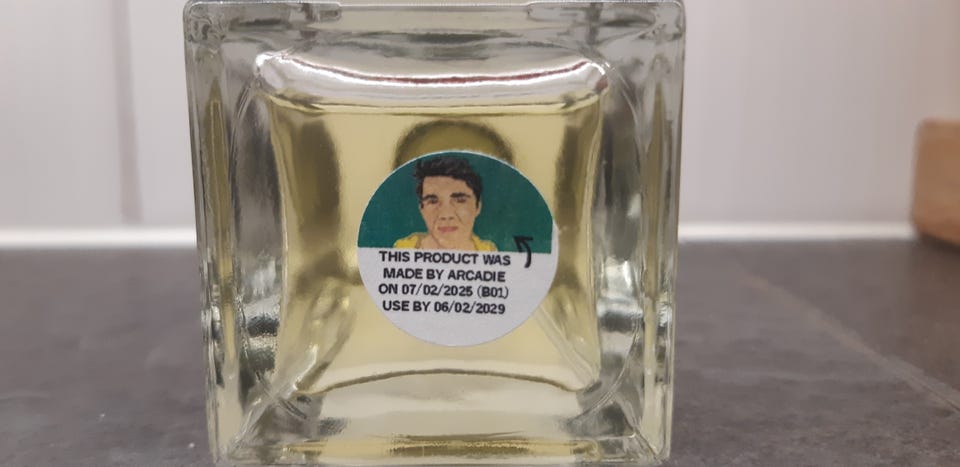 THIS PRODUCT WAS
MADE BY ARCADIE
ON 07/02/2025 (B01)
USE BY 06/02/2029